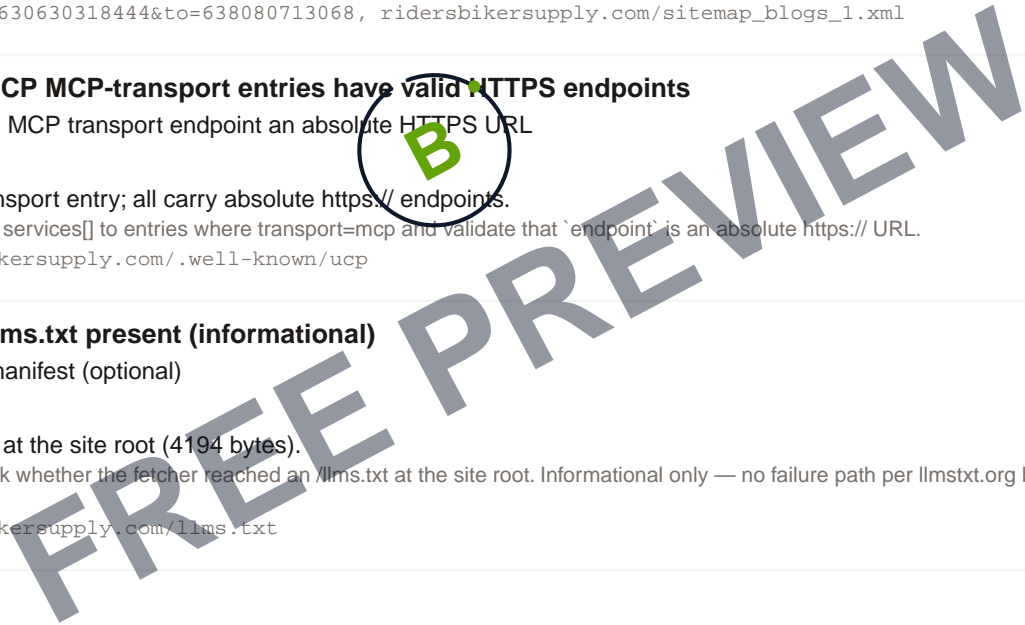 630630318444&to=638080713068, ridersbikersupply.com/sitemap_blogs_1.xml
CP MCP-transport entries have valid HTTPS endpoints
MCP transport endpoint an absolute HTTPS URL
B
nsport entry; all carry absolute https:// endpoints.
services[] to entries where transport=mcp and validate that `endpoint` is an absolute https:// URL.
kersupply.com/.well-known/ucp
lms.txt present (informational)
manifest (optional)
at the site root (4194 bytes).
k whether the fetcher reached an /llms.txt at the site root. Informational only — no failure path per llmstxt.org
kersupply.com/llms.txt
FREE PREVIEW